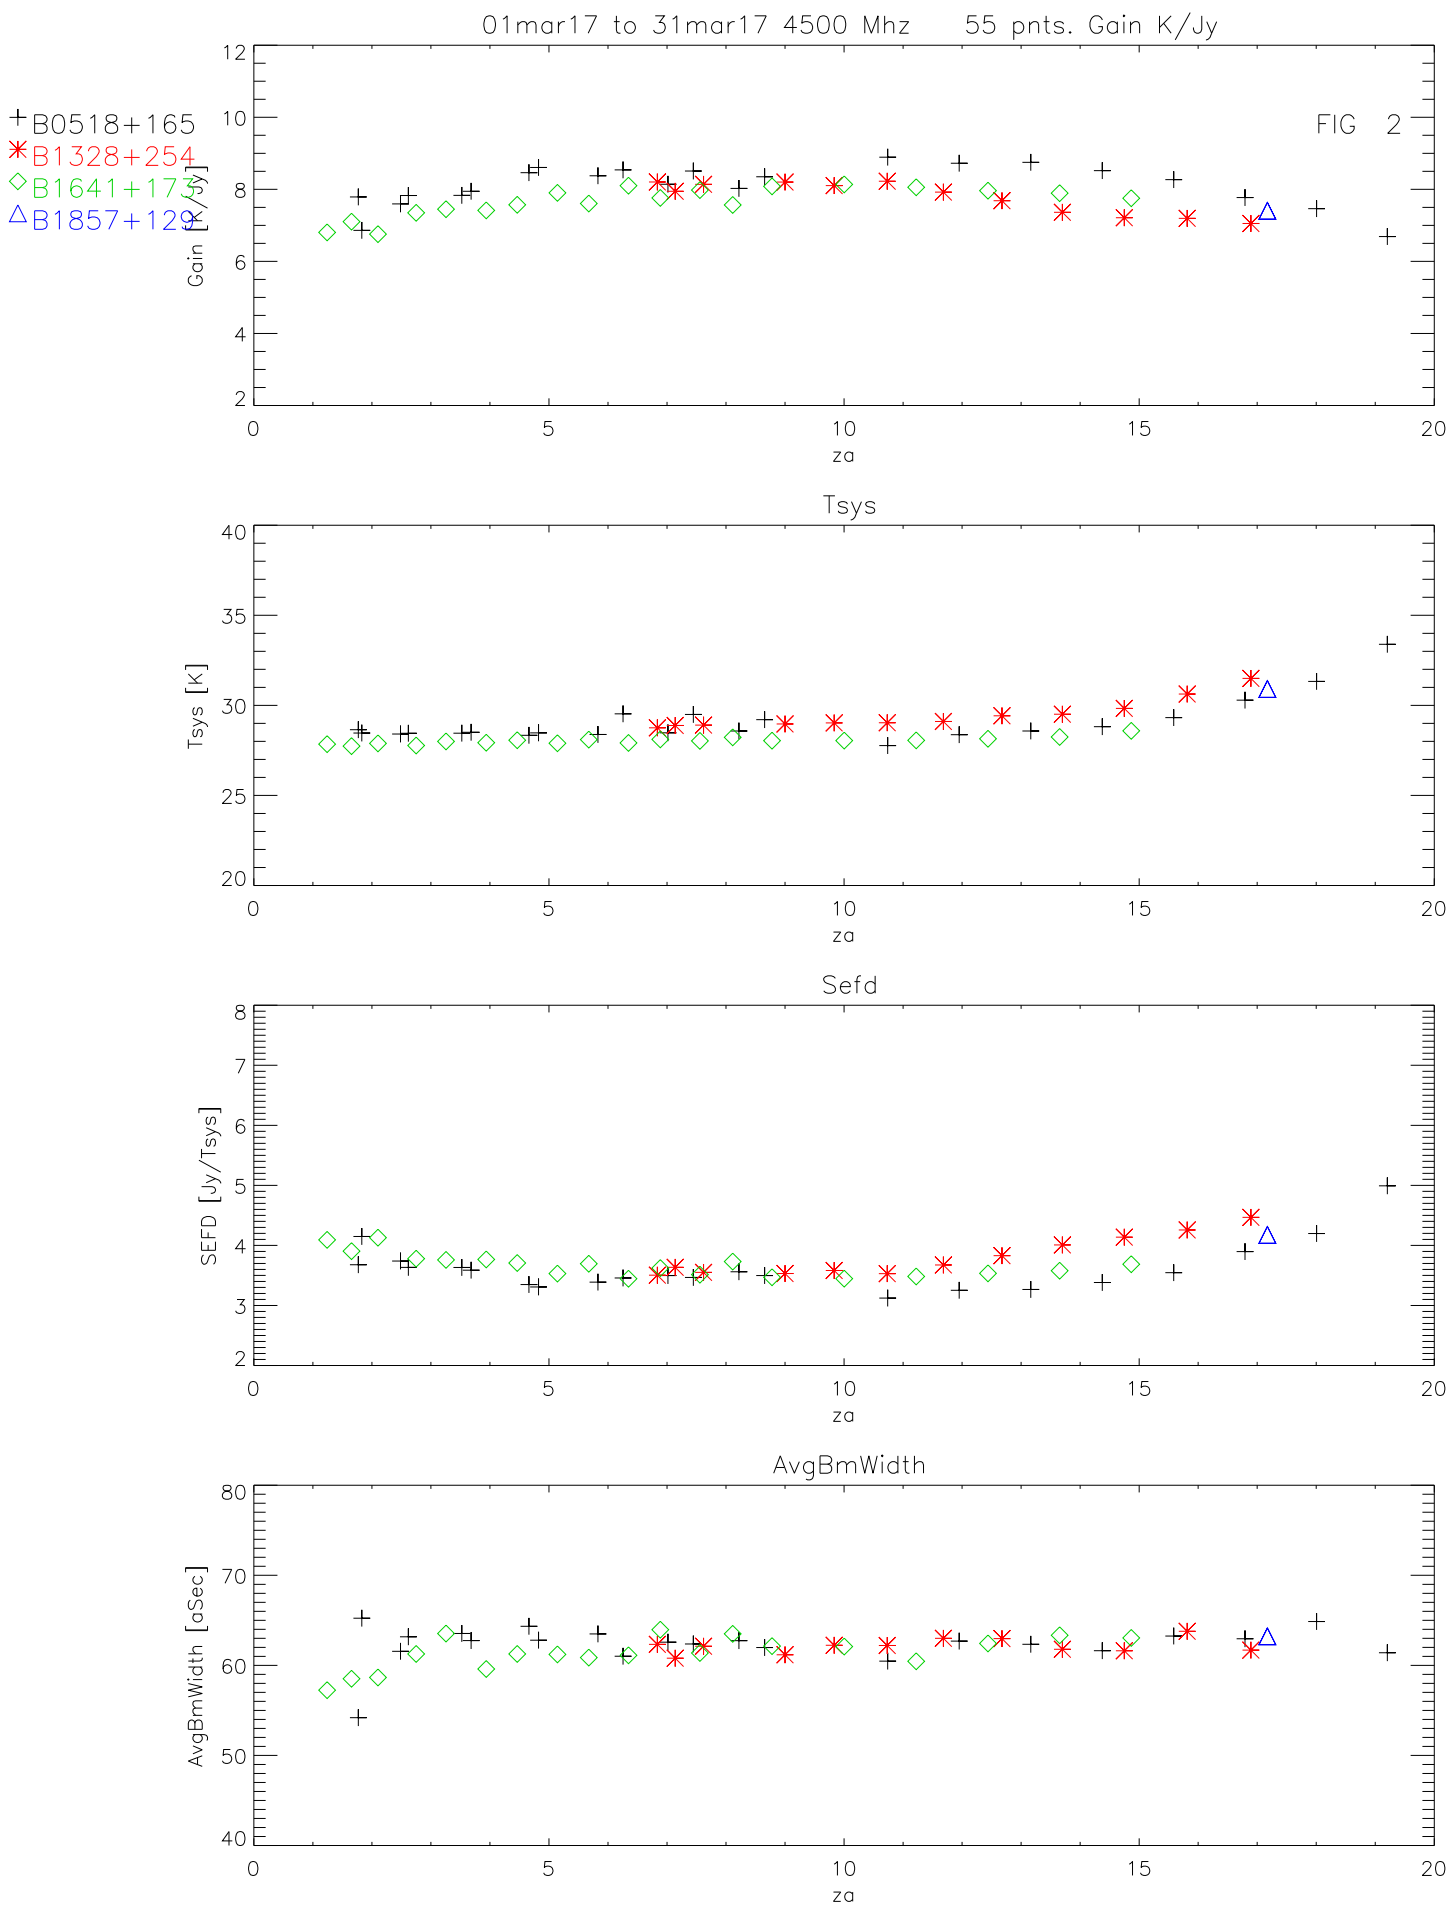 01mar17 to 31mar17 4500 Mhz    55 pnts. Gain K/Jy
12
10
8
6
4
2
B0518+165
B1328+254
B1641+173
B1857+129
FIG  2
Gain [K/Jy]
0 5 10 15 20
za
Tsys
40
35
30
25
20
Tsys [K]
0 5 10 15 20
za
Sefd
8
7
6
5
4
3
2
SEFD [Jy/Tsys]
0 5 10 15 20
za
AvgBmWidth
80
70
60
50
40
AvgBmWidth [aSec]
0 5 10 15 20
za